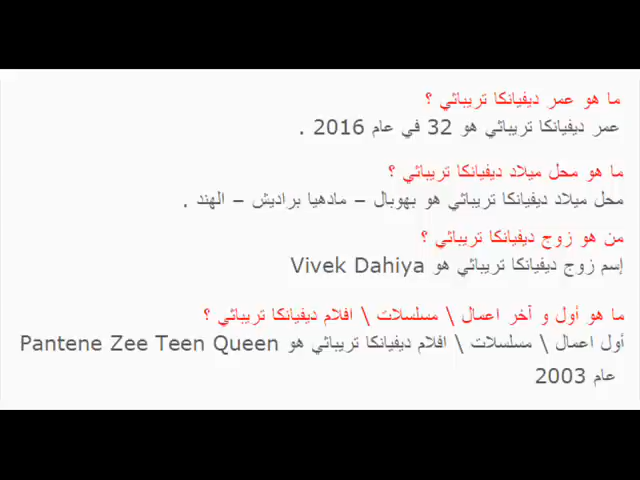 ما هو عمر ديفيانكا تريباثي ؟
عمر ديفيانكا تريباثي هو 32 في عام 2016 .
ما هو محل ميلاد ديفيانكا تريباثي ؟
محل ميلاد ديفيانكا تريباثي هو بهوبال – مادهيا براديش – الهند .
من هو زوج ديفيانكا تريباثي ؟
إسم زوج ديفيانكا تريباثي هو Vivek Dahiya
ما هو أول و آخر اعمال \ مسلسلات \ افلام ديفيانكا تريباثي ؟
أول اعمال \ مسلسلات \ افلام ديفيانكا تريباثي هو Pantene Zee Teen Queen
عام 2003